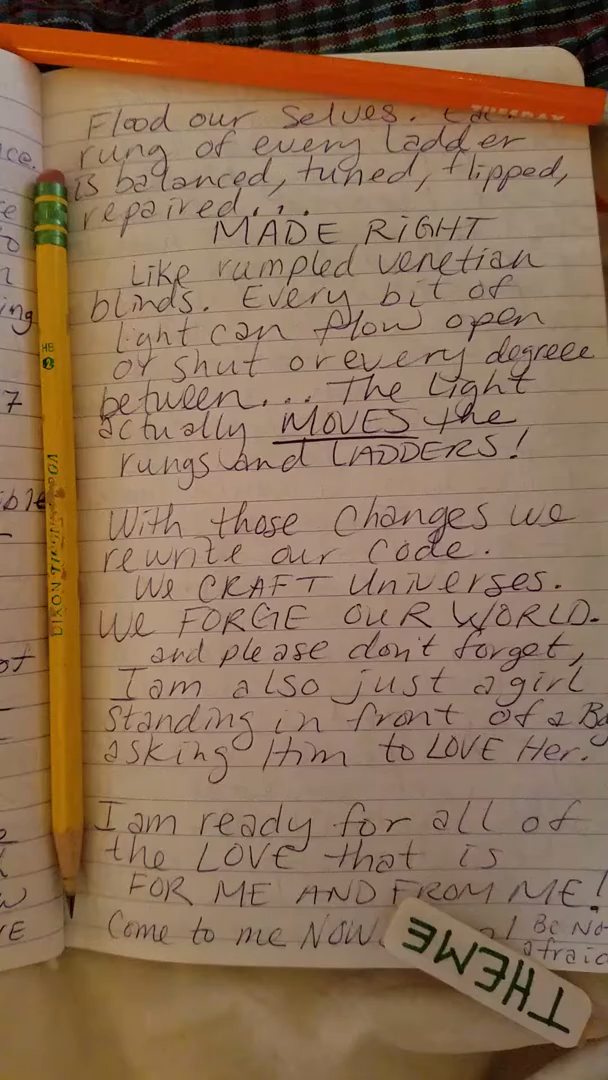 Flood our selves.
rung of every Ladder
is balanced, tuned, flipped,
repaired....
MADE RIGHT
Like rumpled venetian
blinds. Every bit of
Light can flow open
or shut or every degreee
between.... The Light
actually MOVES the
rungs and LADDERS!
With those changes we
rewrite our code.
We CRAFT Universes.
We FORGE OUR WORLD.
and please don't forget,
I am also just a girl
standing in front of a
asking Him to LOVE Her.
I am ready for all of
the LOVE that is
FOR ME AND FROM ME!
Come to me NOW. Be
afraid
THEME
HB
2
DIXON
7